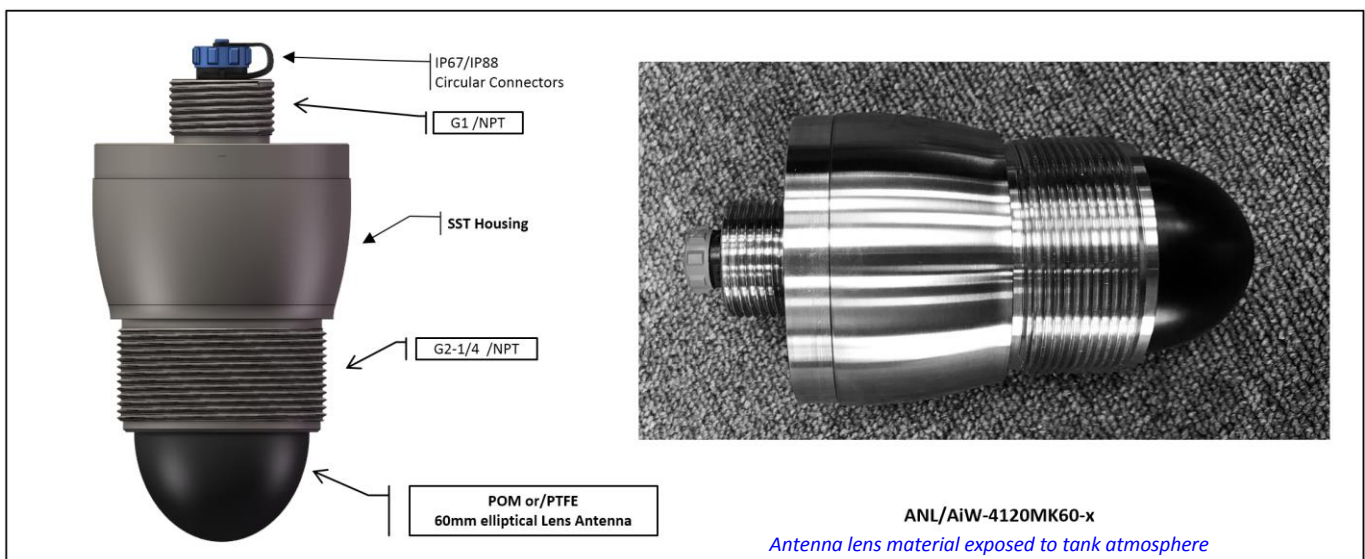 IP67/IP88
Circular Connectors
G1 /NPT
SST Housing
G2-1/4 /NPT
POM or/PTFE
60mm elliptical Lens Antenna
ANL/AiW-4120MK60-x
Antenna lens material exposed to tank atmosphere